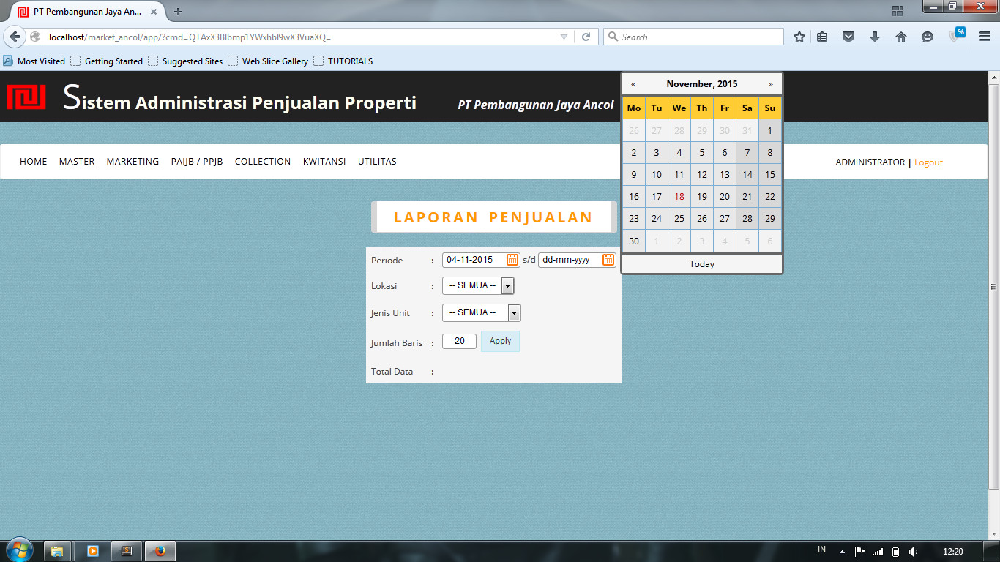 PT Pembangunan Jaya Anc...
localhost/market_ancol/app/?cmd=QTAxX3Blbmp1YWxhbl9wX3VuaXQ=
Search
%
Most Visited Getting Started Suggested Sites Web Slice Gallery TUTORIALS
Sistem Administrasi Penjualan Properti PT Pembangunan Jaya Ancol
HOME MASTER MARKETING PAIJB / PPJB COLLECTION KWITANSI UTILITAS ADMINISTRATOR | Logout
« November, 2015 »
Mo Tu We Th Fr Sa Su
26 27 28 29 30 31 1
2 3 4 5 6 7 8
9 10 11 12 13 14 15
16 17 18 19 20 21 22
23 24 25 26 27 28 29
30 1 2 3 4 5 6
Today
LAPORAN PENJUALAN
Periode : 04-11-2015 s/d dd-mm-yyyy
Lokasi : -- SEMUA --
Jenis Unit : -- SEMUA --
Jumlah Baris : 20 Apply
Total Data :
IN 12:20